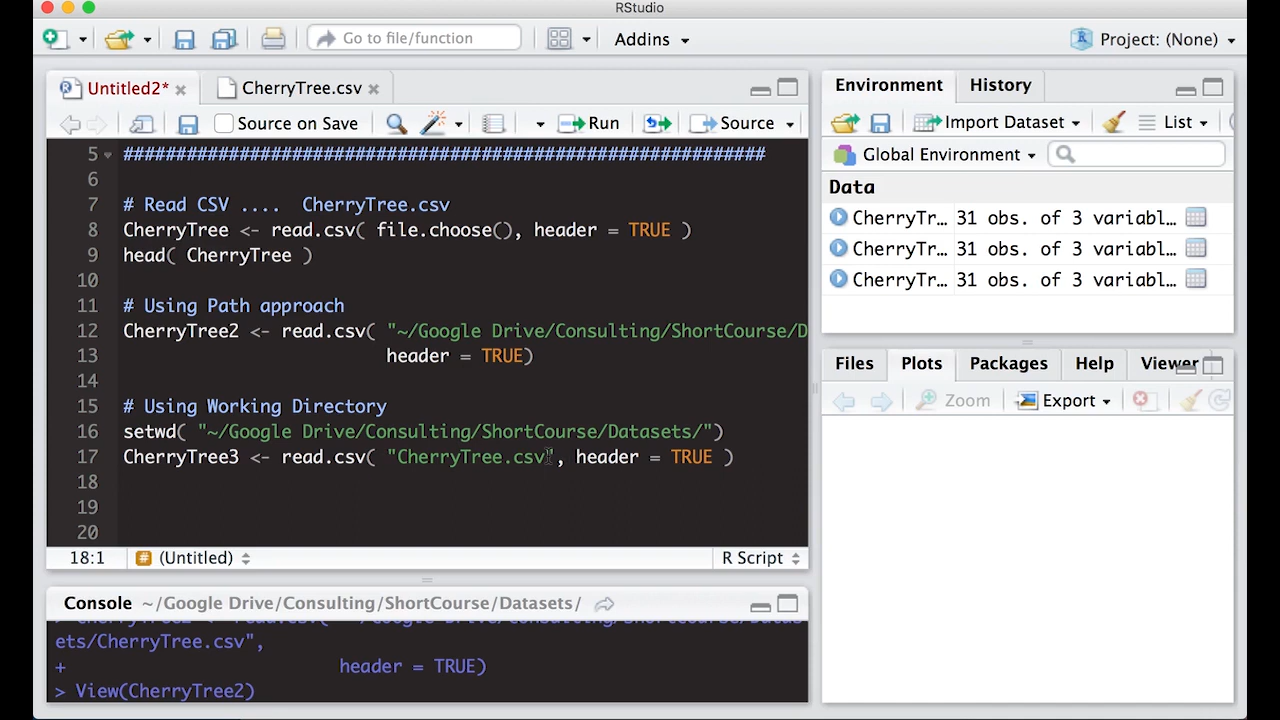 RStudio
Go to file/function
Addins
Project: (None)
Untitled2*
CherryTree.csv
Source on Save
Run
Source
5 #############################################################
6
7 # Read CSV .... CherryTree.csv
8 CherryTree <- read.csv( file.choose(), header = TRUE )
9 head( CherryTree )
10
11 # Using Path approach
12 CherryTree2 <- read.csv( "~/Google Drive/Consulting/ShortCourse/D
13 header = TRUE)
14
15 # Using Working Directory
16 setwd( "~/Google Drive/Consulting/ShortCourse/Datasets/")
17 CherryTree3 <- read.csv( "CherryTree.csv", header = TRUE )
18
19
20
18:1
(Untitled)
R Script
Console ~/Google Drive/Consulting/ShortCourse/Datasets/
ets/CherryTree.csv",
+ header = TRUE)
> View(CherryTree2)
Environment
History
Import Dataset
List
Global Environment
Data
CherryTr… 31 obs. of 3 variabl…
CherryTr… 31 obs. of 3 variabl…
CherryTr… 31 obs. of 3 variabl…
Files
Plots
Packages
Help
Viewer
Zoom
Export